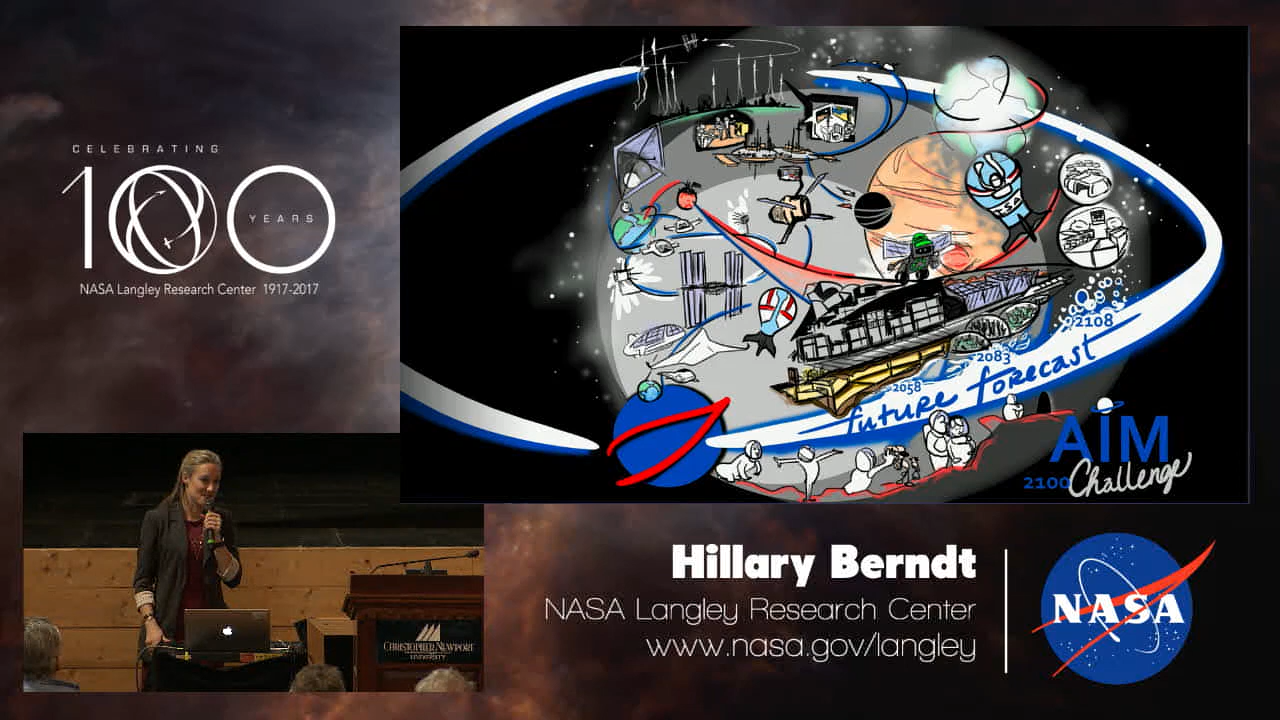 CELEBRATING
100
YEARS
NASA Langley Research Center 1917-2017
2108
2083
2058
future forecast
AIM
2100 Challenge
CHRISTOPHER NEWPORT
UNIVERSITY
Hillary Berndt
NASA Langley Research Center
www.nasa.gov/langley
NASA